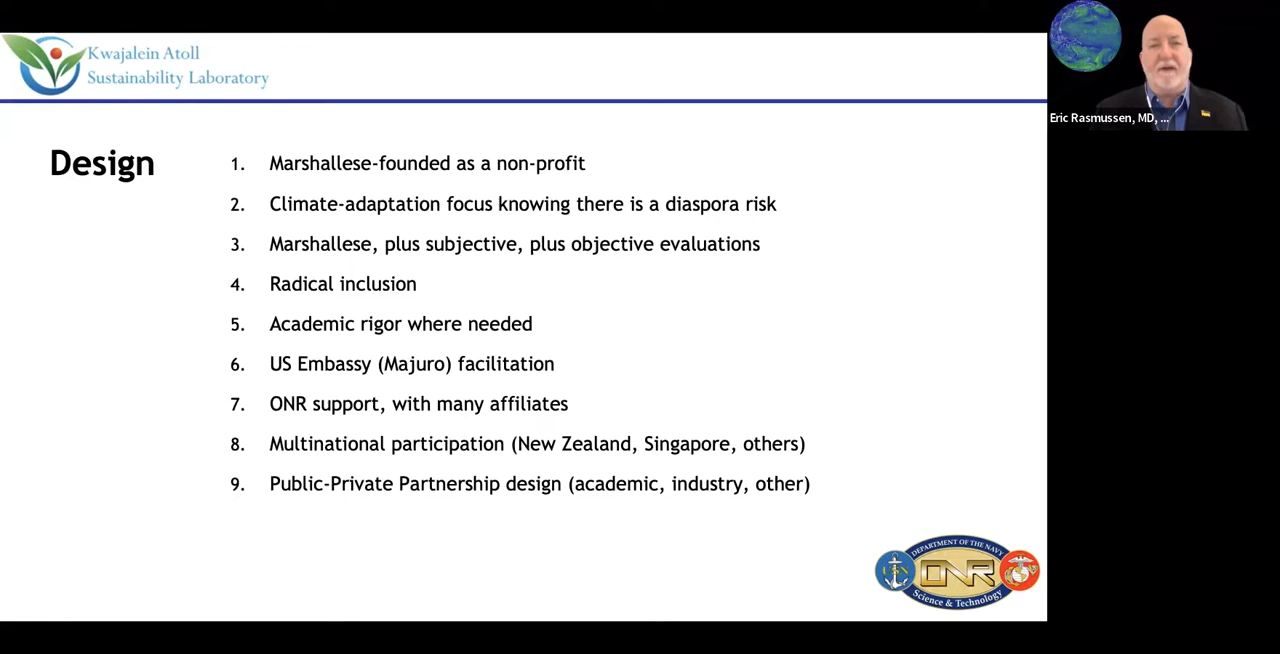 Kwajalein Atoll
Sustainability Laboratory
Eric Rasmussen, MD, ...
Design
1. Marshallese-founded as a non-profit
2. Climate-adaptation focus knowing there is a diaspora risk
3. Marshallese, plus subjective, plus objective evaluations
4. Radical inclusion
5. Academic rigor where needed
6. US Embassy (Majuro) facilitation
7. ONR support, with many affiliates
8. Multinational participation (New Zealand, Singapore, others)
9. Public-Private Partnership design (academic, industry, other)
DEPARTMENT OF THE NAVY
USN
ONR
Science & Technology